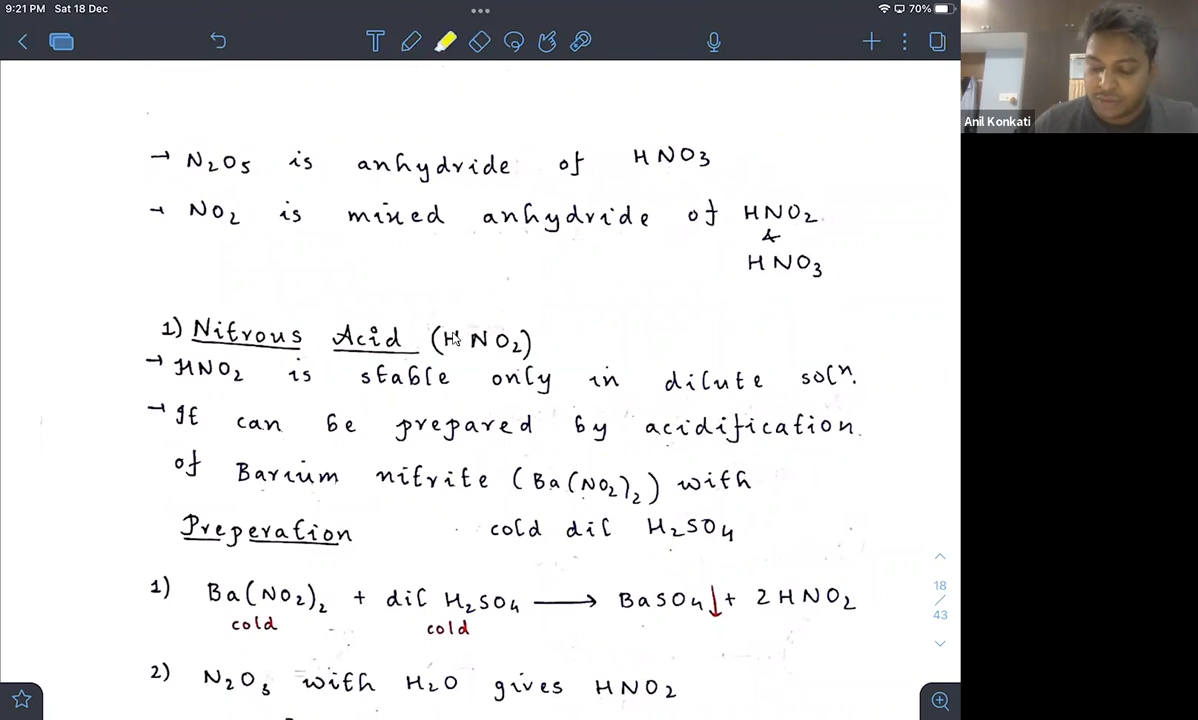 9:21 PM Sat 18 Dec
70%
Anil Konkati
→ N₂O₅ is anhydride of HNO₃
→ NO₂ is mixed anhydride of HNO₂
&
HNO₃
1) Nitrous Acid (HNO₂)
→ HNO₂ is stable only in dilute solⁿ.
→ It can be prepared by acidification
of Barium nitrite (Ba(NO₂)₂) with
cold dil H₂SO₄
Preperation
1) Ba(NO₂)₂ + dil H₂SO₄ ⟶ BaSO₄↓ + 2HNO₂
cold cold
2) N₂O₃ with H₂O gives HNO₂
18
/
43